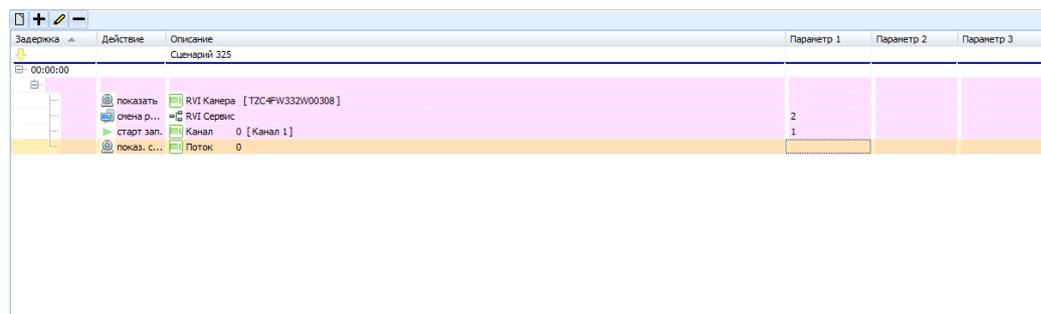 Задержка Действие Описание Параметр 1 Параметр 2 Параметр 3
Сценарий 325
00:00:00
показать RVI Камера [TZC4FW332W00308]
смена р... RVI Сервис 2
старт зап. Канал 0 [Канал 1] 1
показ. с... Поток 0